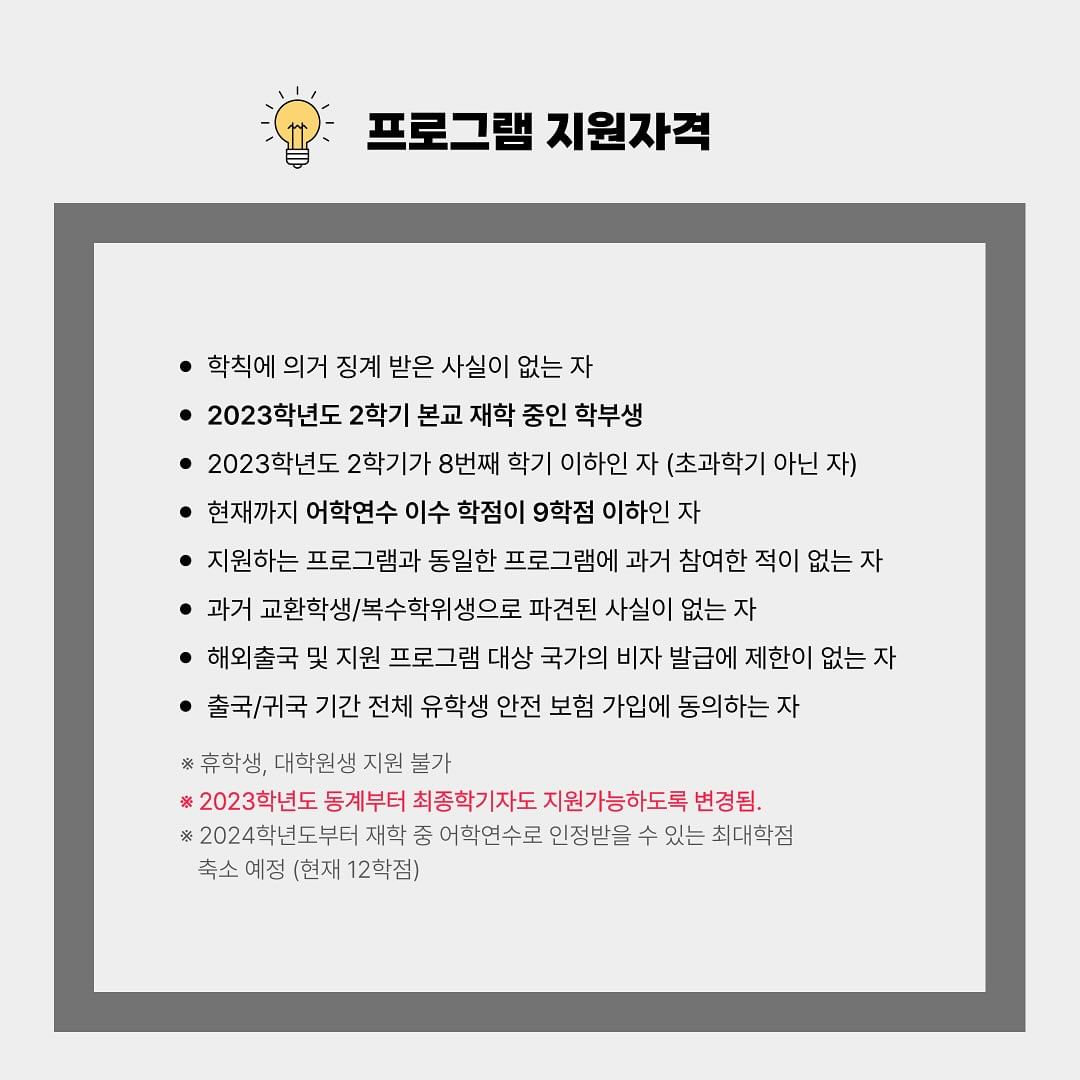 프로그램 지원자격
• 학칙에 의거 징계 받은 사실이 없는 자
• 2023학년도 2학기 본교 재학 중인 학부생
• 2023학년도 2학기가 8번째 학기 이하인 자 (초과학기 아닌 자)
• 현재까지 어학연수 이수 학점이 9학점 이하인 자
• 지원하는 프로그램과 동일한 프로그램에 과거 참여한 적이 없는 자
• 과거 교환학생/복수학위생으로 파견된 사실이 없는 자
• 해외출국 및 지원 프로그램 대상 국가의 비자 발급에 제한이 없는 자
• 출국/귀국 기간 전체 유학생 안전 보험 가입에 동의하는 자
※ 휴학생, 대학원생 지원 불가
※ 2023학년도 동계부터 최종학기자도 지원가능하도록 변경됨.
※ 2024학년도부터 재학 중 어학연수로 인정받을 수 있는 최대학점
축소 예정 (현재 12학점)